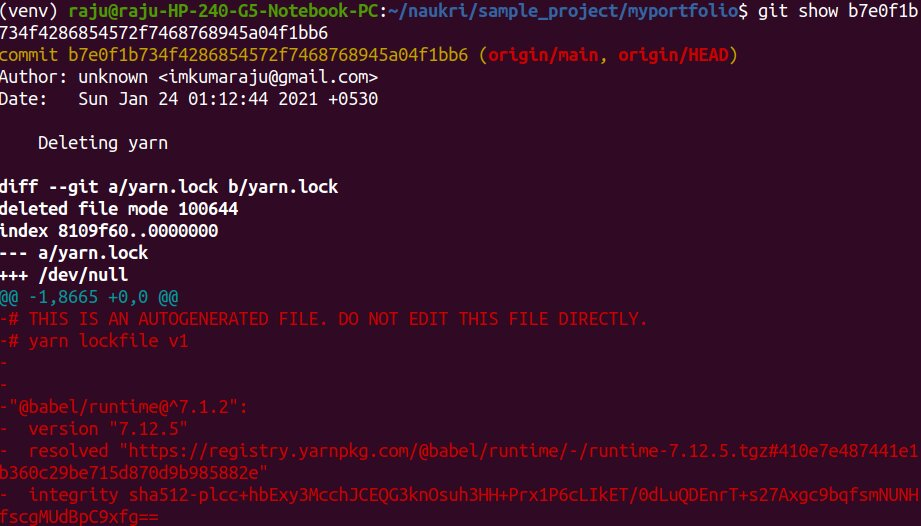 (venv) raju@raju-HP-240-G5-Notebook-PC:~/naukri/sample_project/myportfolio$ git show b7e0f1b
734f4286854572f7468768945a04f1bb6
commit b7e0f1b734f4286854572f7468768945a04f1bb6 (origin/main, origin/HEAD)
Author: unknown <imkumaraju@gmail.com>
Date:   Sun Jan 24 01:12:44 2021 +0530

    Deleting yarn

diff --git a/yarn.lock b/yarn.lock
deleted file mode 100644
index 8109f60..0000000
--- a/yarn.lock
+++ /dev/null
@@ -1,8665 +0,0 @@
-# THIS IS AN AUTOGENERATED FILE. DO NOT EDIT THIS FILE DIRECTLY.
-# yarn lockfile v1
-
-
-"@babel/runtime@^7.1.2":
-  version "7.12.5"
-  resolved "https://registry.yarnpkg.com/@babel/runtime/-/runtime-7.12.5.tgz#410e7e487441e1
b360c29be715d870d9b985882e"
-  integrity sha512-plcc+hbExy3McchJCEQG3knOsuh3HH+Prx1P6cLIkET/0dLuQDEnrT+s27Axgc9bqfsmNUNH
fscgMUdBpC9xfg==